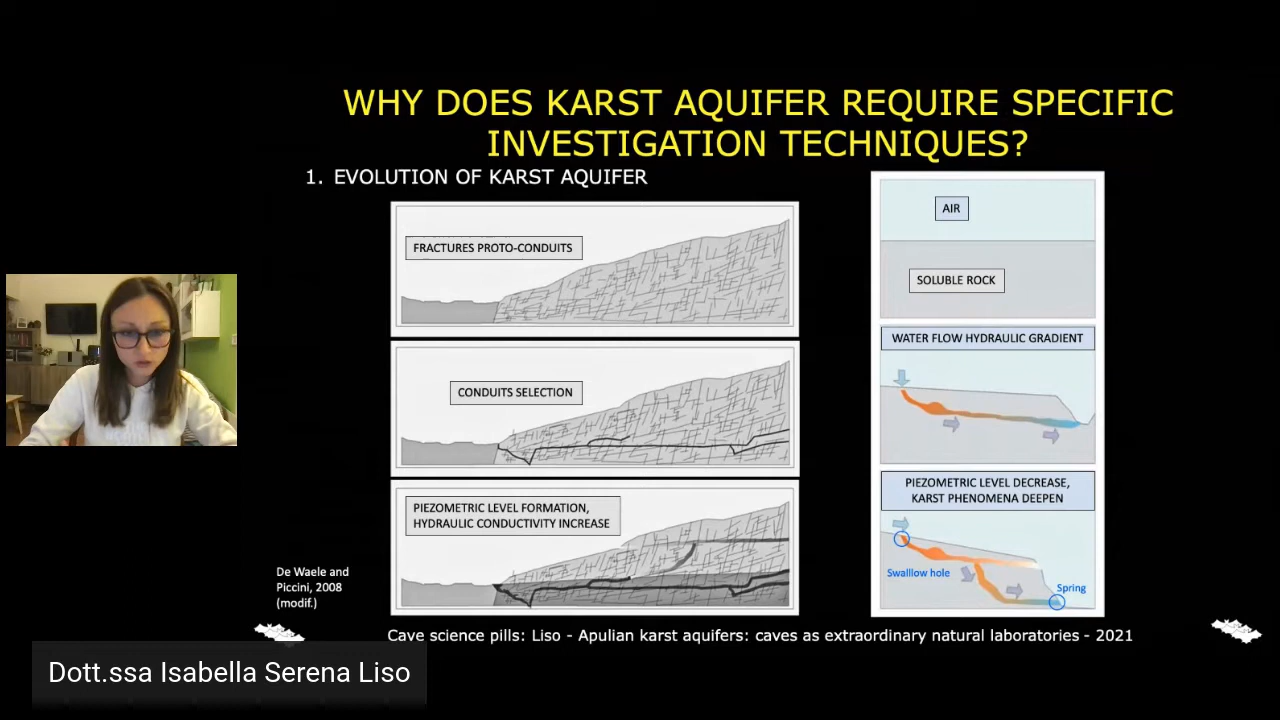 WHY DOES KARST AQUIFER REQUIRE SPECIFIC
INVESTIGATION TECHNIQUES?
1. EVOLUTION OF KARST AQUIFER
FRACTURES PROTO-CONDUITS
CONDUITS SELECTION
PIEZOMETRIC LEVEL FORMATION,
HYDRAULIC CONDUCTIVITY INCREASE
AIR
SOLUBLE ROCK
WATER FLOW HYDRAULIC GRADIENT
PIEZOMETRIC LEVEL DECREASE,
KARST PHENOMENA DEEPEN
Swalllow hole
Spring
De Waele and
Piccini, 2008
(modif.)
Cave science pills: Liso - Apulian karst aquifers: caves as extraordinary natural laboratories - 2021
Dott.ssa Isabella Serena Liso